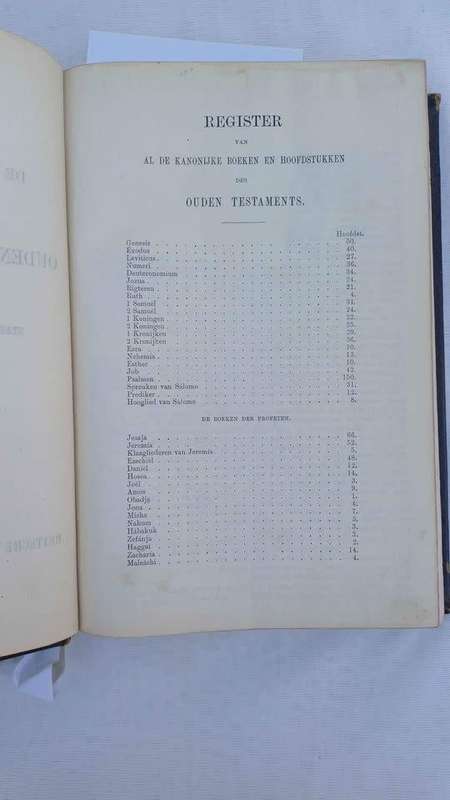 REGISTER
VAN
AL DE KANONIJKE BOEKEN EN HOOFDSTUKKEN
DES
OUDEN TESTAMENTS.
Hoofdst.
Genesis 50.
Exodus 40.
Leviticus 27.
Numeri 36.
Deuteronomium 34.
Jozua 24.
Rigteren 21.
Ruth 4.
1 Samuël 31.
2 Samuël 24.
1 Koningen 22.
2 Koningen 25.
1 Kronijken 29.
2 Kronijken 36.
Ezra 10.
Nehemia 13.
Esther 10.
Job 42.
Psalmen 150.
Spreuken van Salomo 31.
Prediker 12.
Hooglied van Salomo 8.
DE BOEKEN DER PROFETEN.
Jesaja 66.
Jeremia 52.
Klaagliederen van Jeremia 5.
Ezechiël 48.
Daniël 12.
Hosea 14.
Joël 3.
Amos 9.
Obadja 1.
Jona 4.
Micha 7.
Nahum 3.
Habakuk 3.
Zefanja 3.
Haggaï 2.
Zacharia 14.
Maleachi 4.